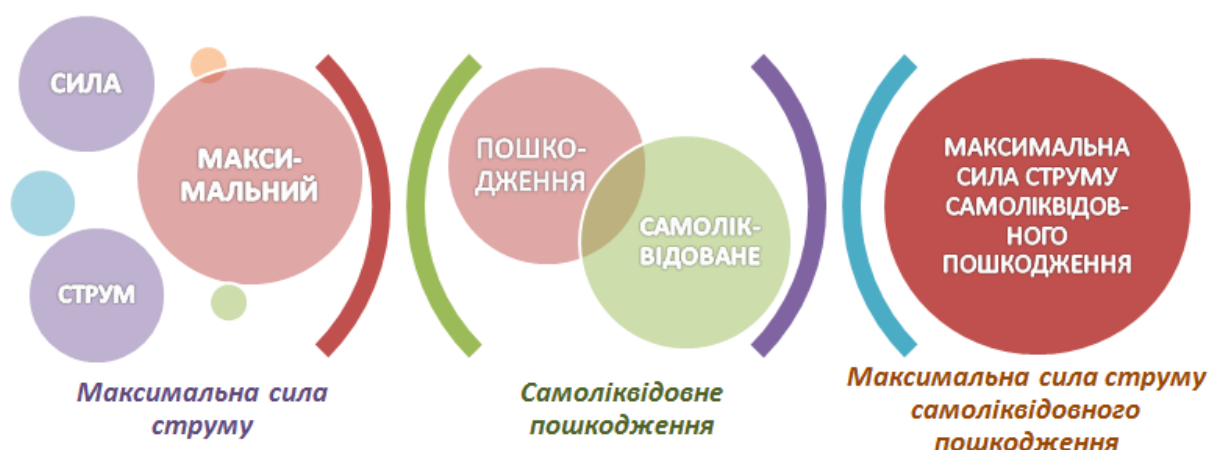 СИЛА
МАКСИ-
МАЛЬНИЙ
СТРУМ
ПОШКО-
ДЖЕННЯ
САМОЛІК-
ВІДОВАНЕ
МАКСИМАЛЬНА
СИЛА СТРУМУ
САМОЛІКВІДОВ-
НОГО
ПОШКОДЖЕННЯ
Максимальна сила
струму
Самоліквідовне
пошкодження
Максимальна сила струму
самоліквідовного
пошкодження